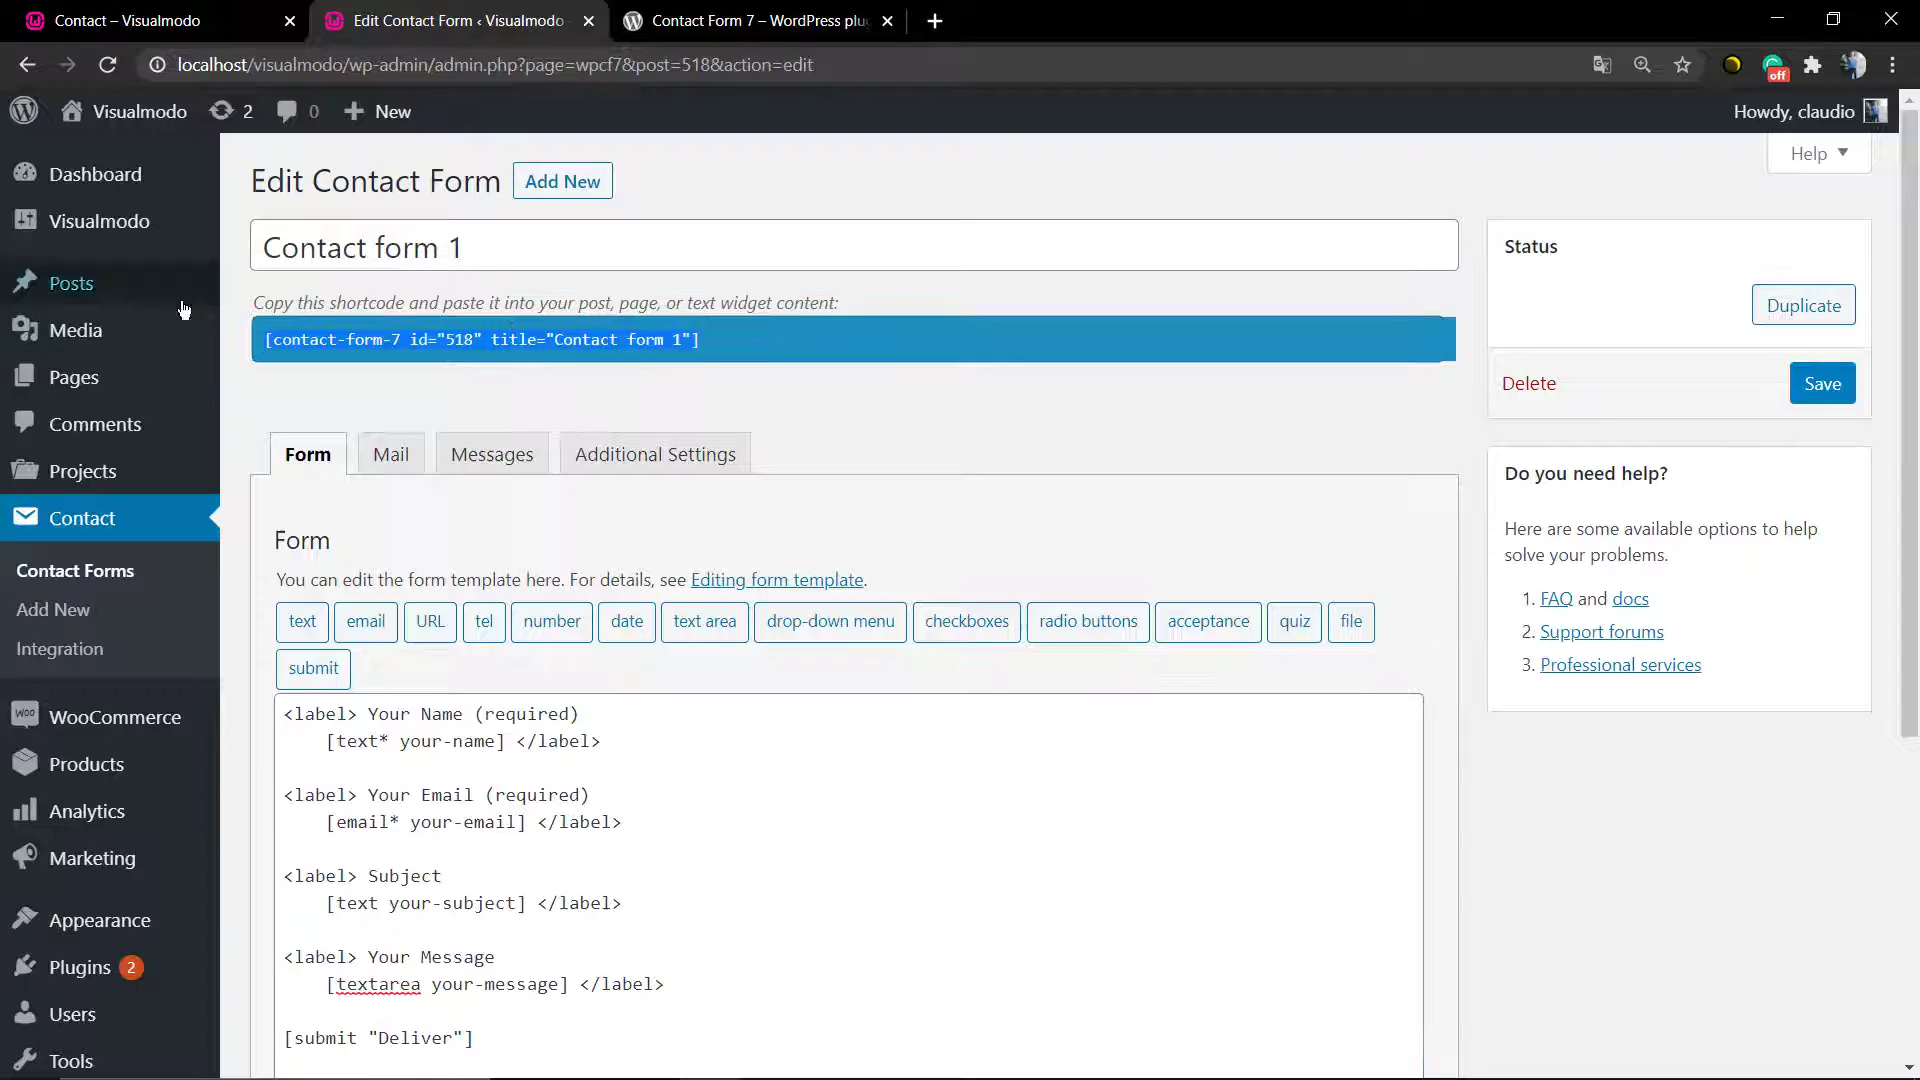 Contact – Visualmodo
Edit Contact Form ‹ Visualmodo
Contact Form 7 – WordPress plu
localhost/visualmodo/wp-admin/admin.php?page=wpcf7&post=518&action=edit
off
Visualmodo
2
0
New
Howdy, claudio
Dashboard
Visualmodo
Posts
Media
Pages
Comments
Projects
Contact
Contact Forms
Add New
Integration
WOO
WooCommerce
Products
Analytics
Marketing
Appearance
Plugins 2
Users
Tools
Help
Edit Contact Form
Add New
Contact form 1
Copy this shortcode and paste it into your post, page, or text widget content:
[contact-form-7 id="518" title="Contact form 1"]
Form
Mail
Messages
Additional Settings
Form
You can edit the form template here. For details, see Editing form template.
text
email
URL
tel
number
date
text area
drop-down menu
checkboxes
radio buttons
acceptance
quiz
file
submit
<label> Your Name (required)
[text* your-name] </label>
<label> Your Email (required)
[email* your-email] </label>
<label> Subject
[text your-subject] </label>
<label> Your Message
[textarea your-message] </label>
[submit "Deliver"]
Status
Duplicate
Delete
Save
Do you need help?
Here are some available options to help
solve your problems.
1. FAQ and docs
2. Support forums
3. Professional services